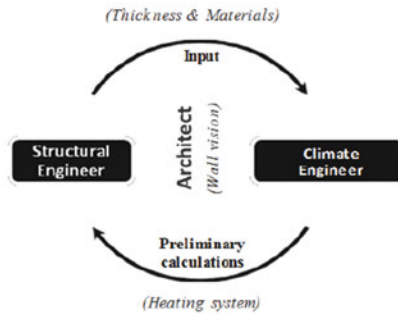 (Thickness & Materials)
Input
Structural
Engineer
Architect
(Wall vision)
Climate
Engineer
Preliminary
calculations
(Heating system)